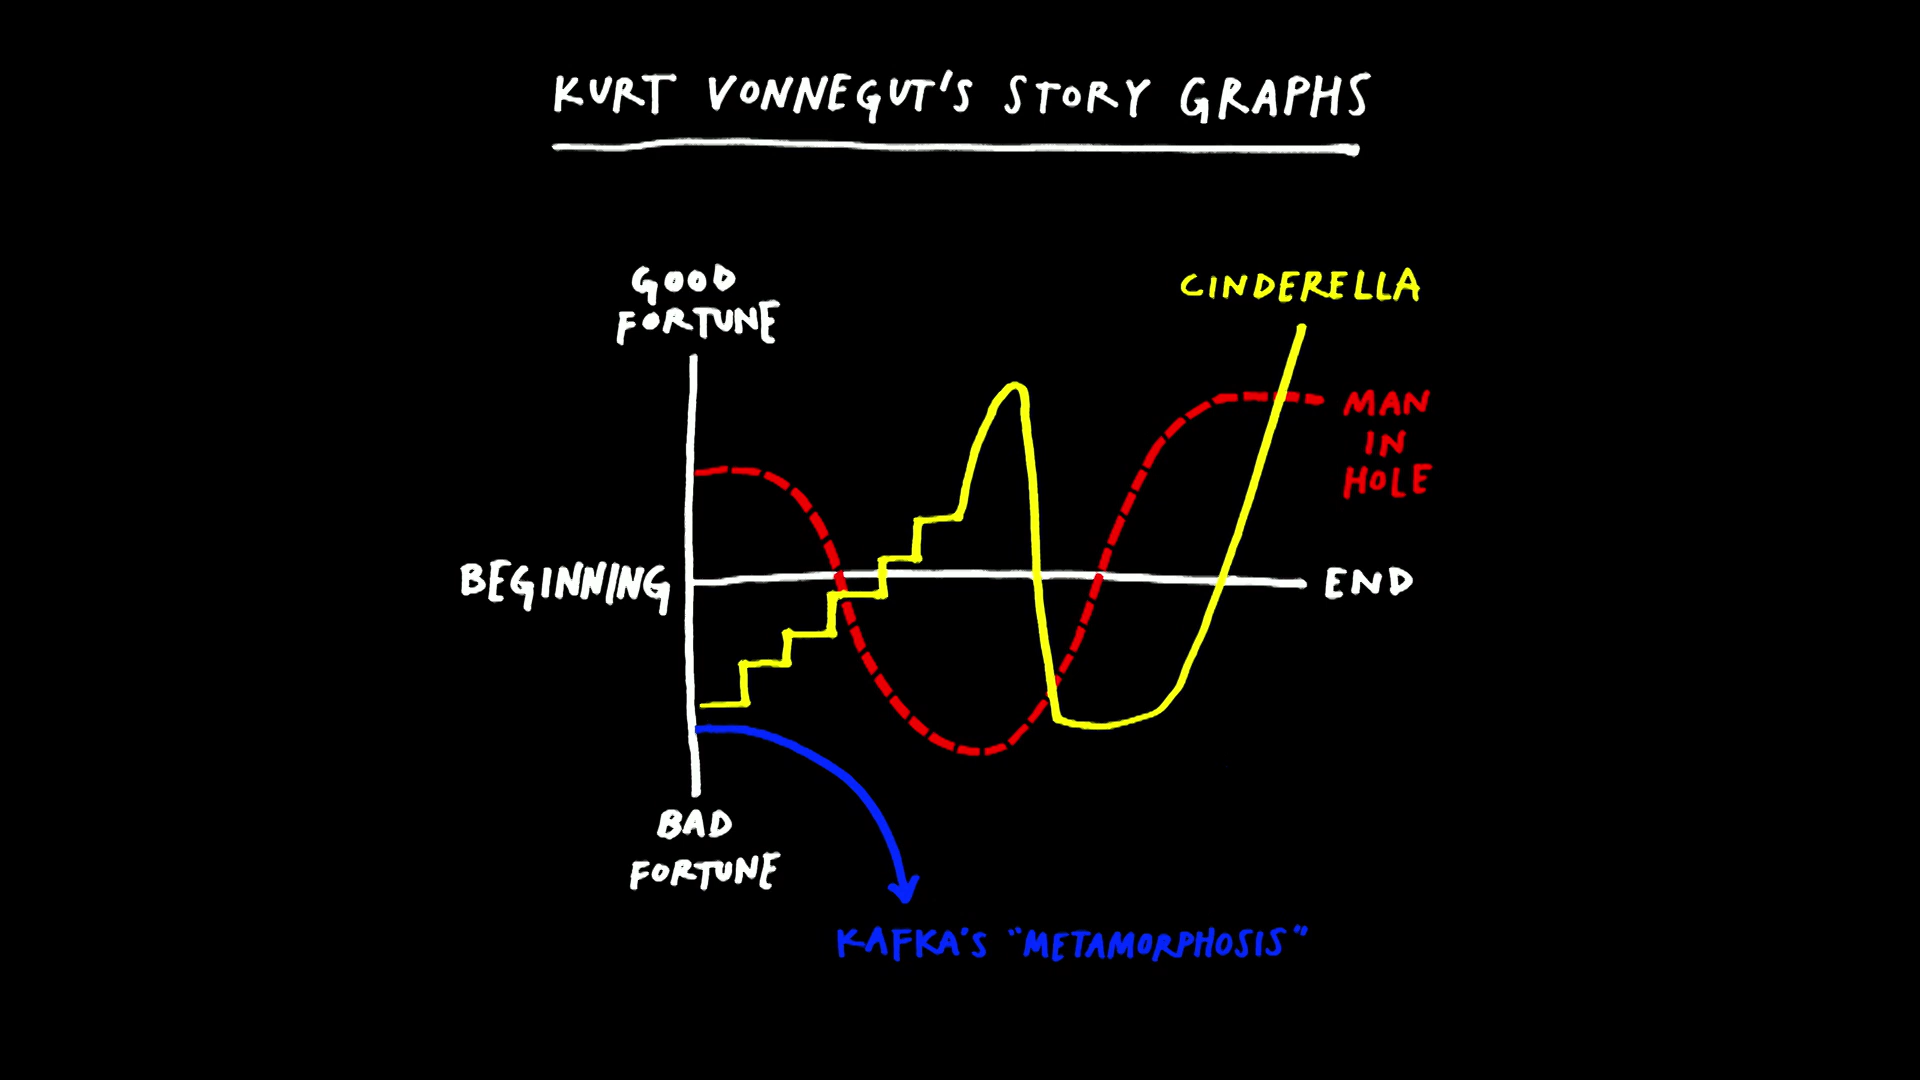 KURT VONNEGUT'S STORY GRAPHS
GOOD
FORTUNE
CINDERELLA
MAN
IN
HOLE
BEGINNING
END
BAD
FORTUNE
KAFKA'S "METAMORPHOSIS"